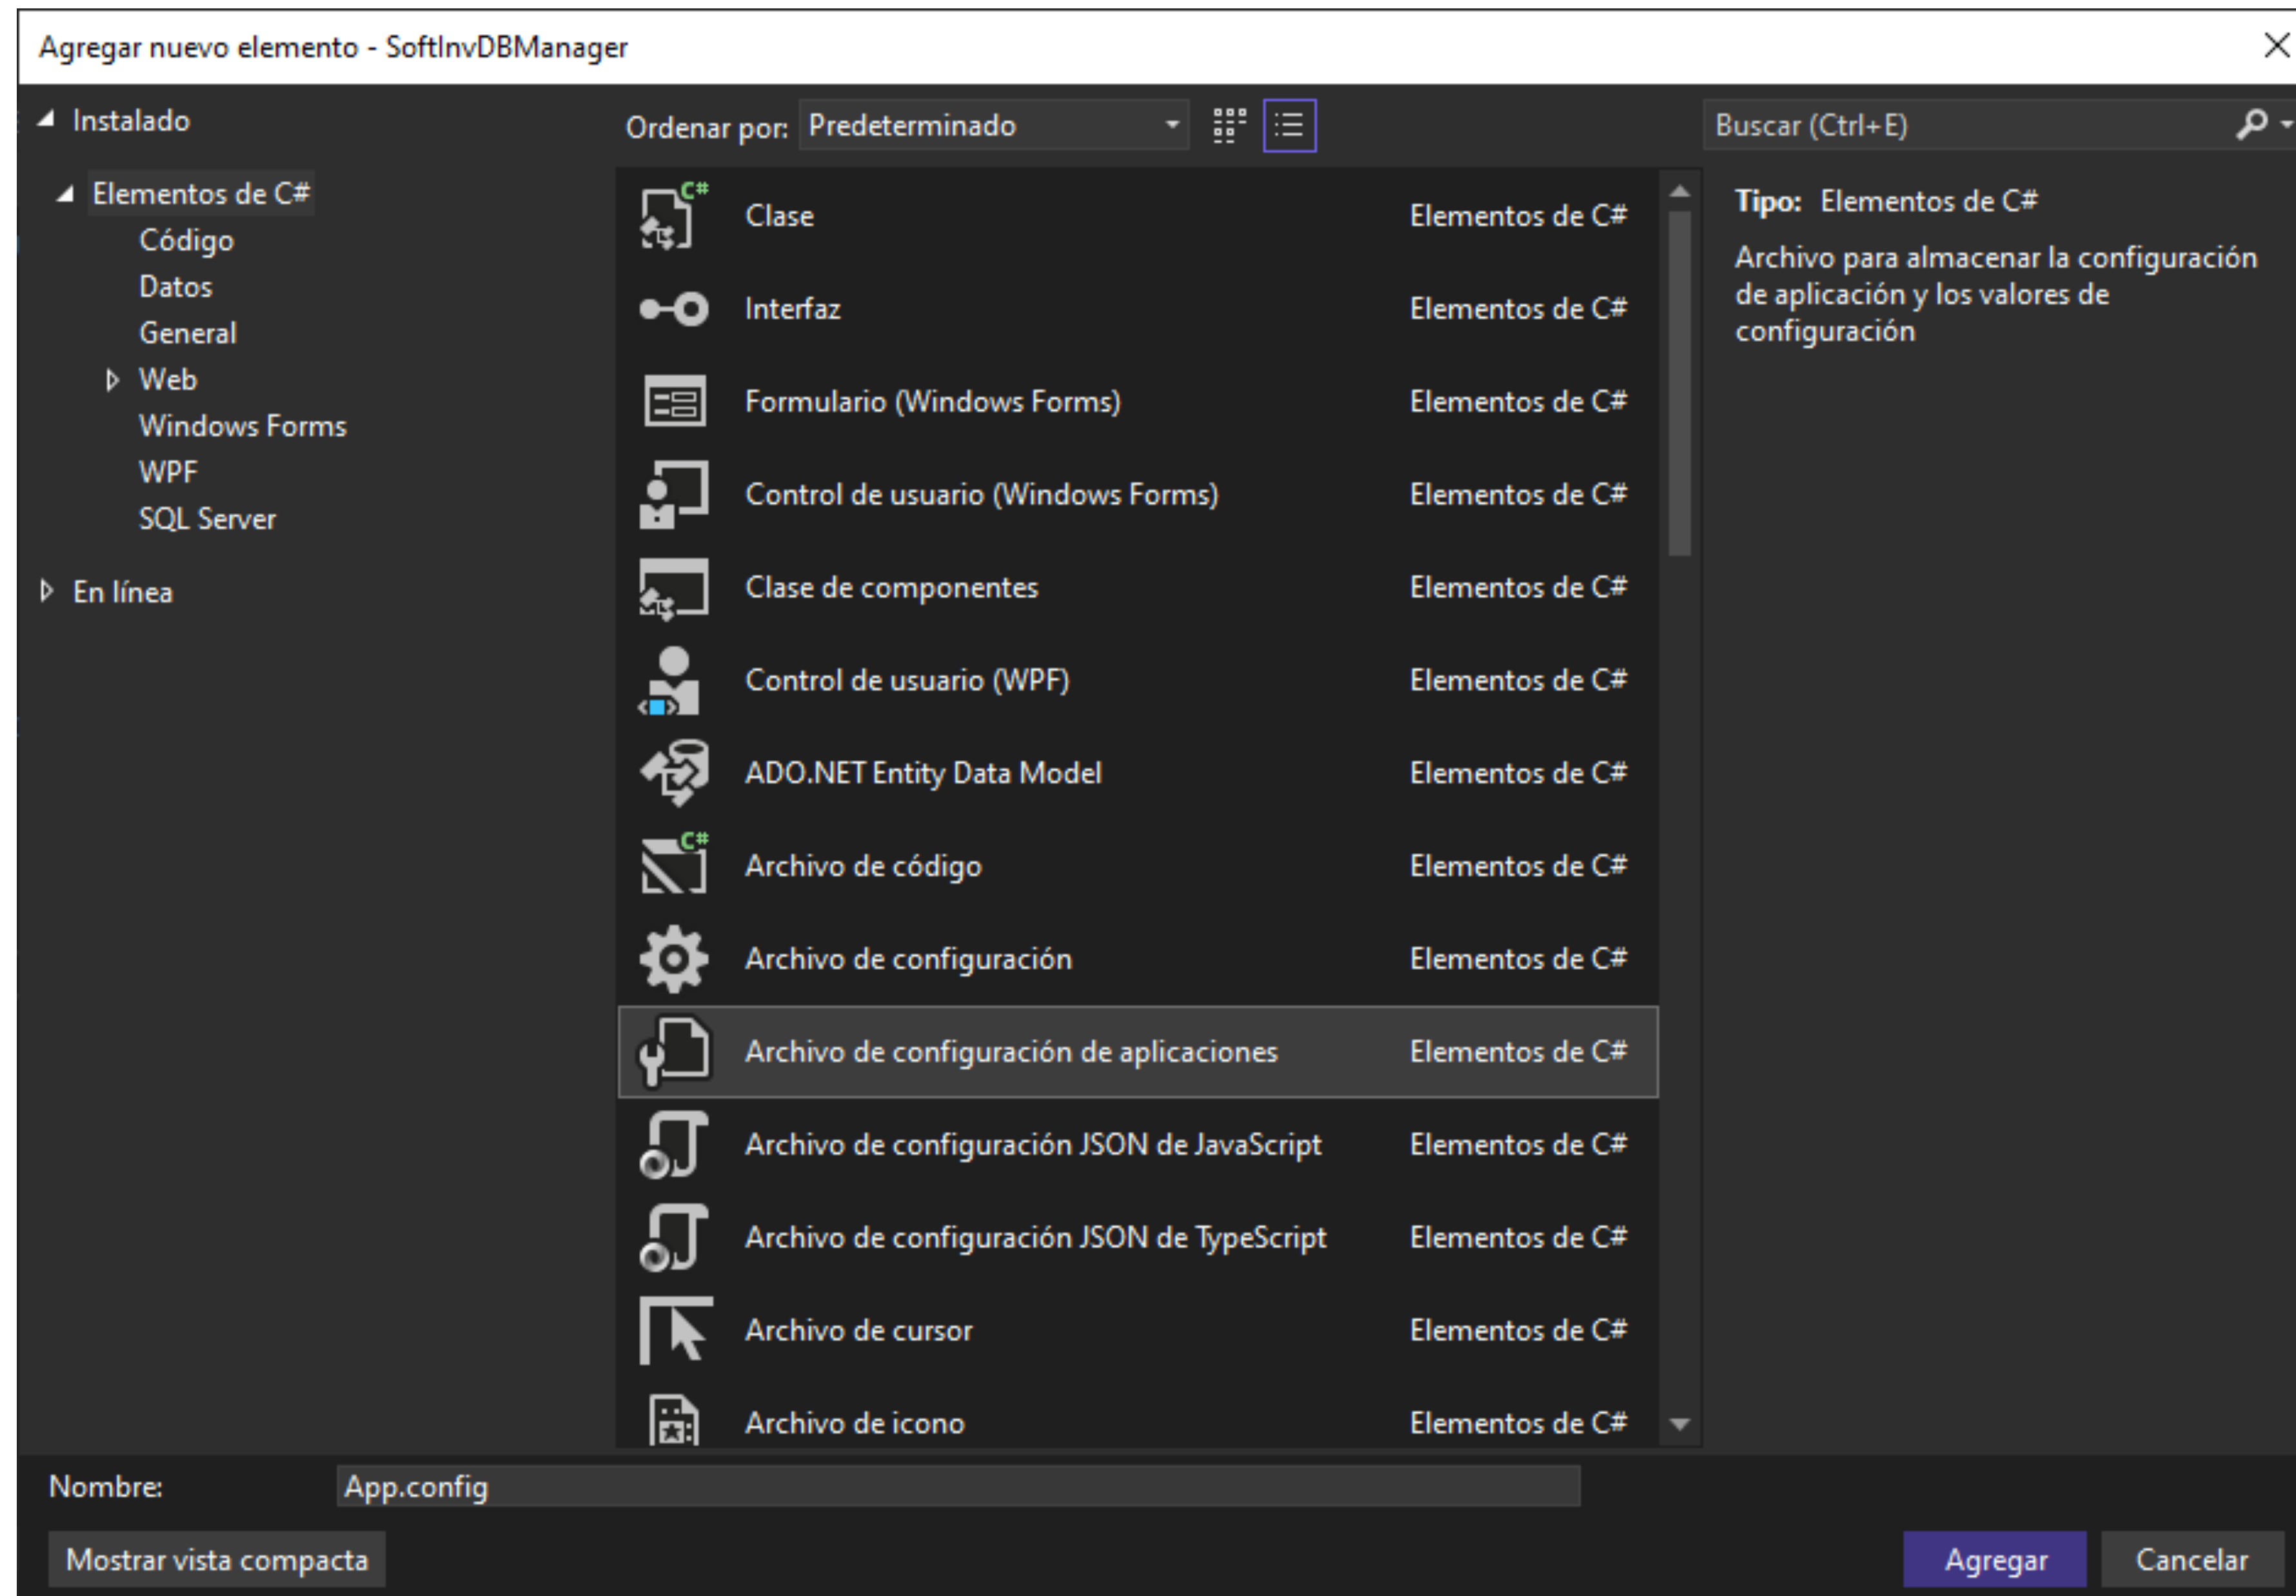 Agregar nuevo elemento - SoftInvDBManager
Instalado
Elementos de C#
Código
Datos
General
Web
Windows Forms
WPF
SQL Server
En línea
Ordenar por: Predeterminado
Buscar (Ctrl+E)
C# Clase Elementos de C#
Interfaz Elementos de C#
Formulario (Windows Forms) Elementos de C#
Control de usuario (Windows Forms) Elementos de C#
Clase de componentes Elementos de C#
Control de usuario (WPF) Elementos de C#
ADO.NET Entity Data Model Elementos de C#
C# Archivo de código Elementos de C#
Archivo de configuración Elementos de C#
Archivo de configuración de aplicaciones Elementos de C#
Archivo de configuración JSON de JavaScript Elementos de C#
Archivo de configuración JSON de TypeScript Elementos de C#
Archivo de cursor Elementos de C#
Archivo de icono Elementos de C#
Tipo: Elementos de C#
Archivo para almacenar la configuración
de aplicación y los valores de
configuración
Nombre: App.config
Mostrar vista compacta
Agregar
Cancelar